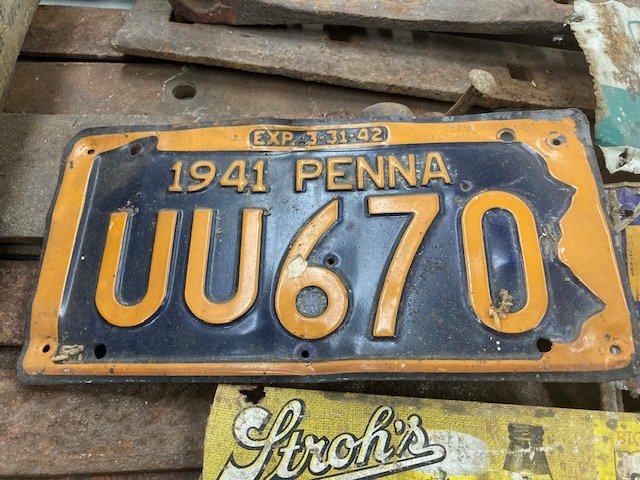 EXP. 3-31-42
1941 PENNA
UU670
Stroh's